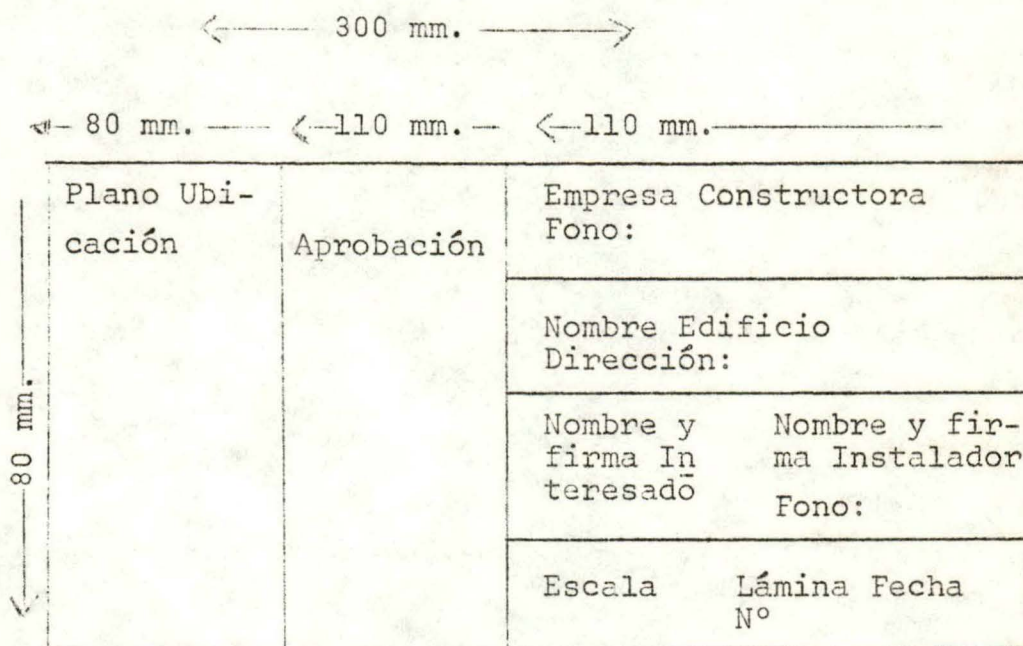 300 mm.
80 mm.
110 mm.
110 mm.
80 mm.
Plano Ubi-
cación
Aprobación
Empresa Constructora
Fono:
Nombre Edificio
Dirección:
Nombre y
firma In
teresado
Nombre y fir-
ma Instalador
Fono:
Escala
Lámina Fecha
Nº